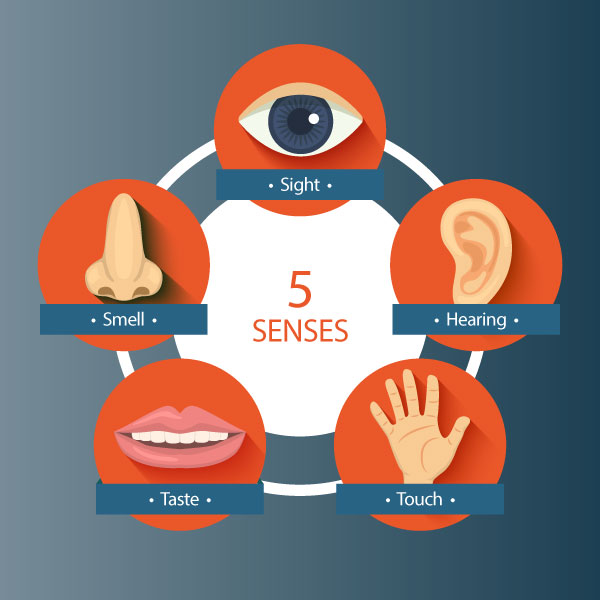 • Sight •
• Smell •
• Hearing •
5
SENSES
• Taste •
• Touch •